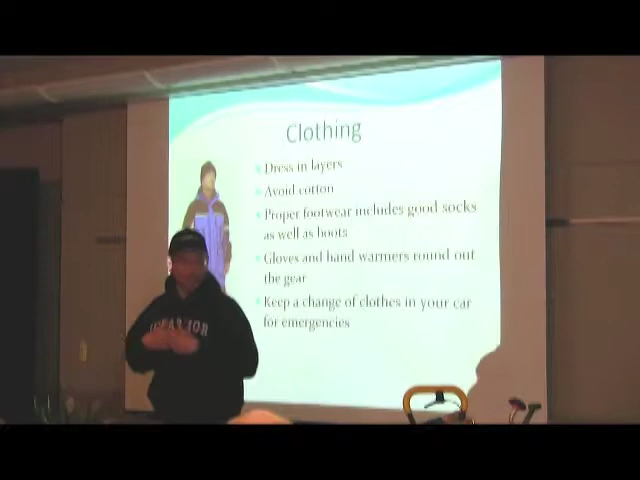 Clothing
Dress in layers
Avoid cotton
Proper footwear includes good socks
as well as boots
Gloves and hand warmers round out
the gear
Keep a change of clothes in your car
for emergencies